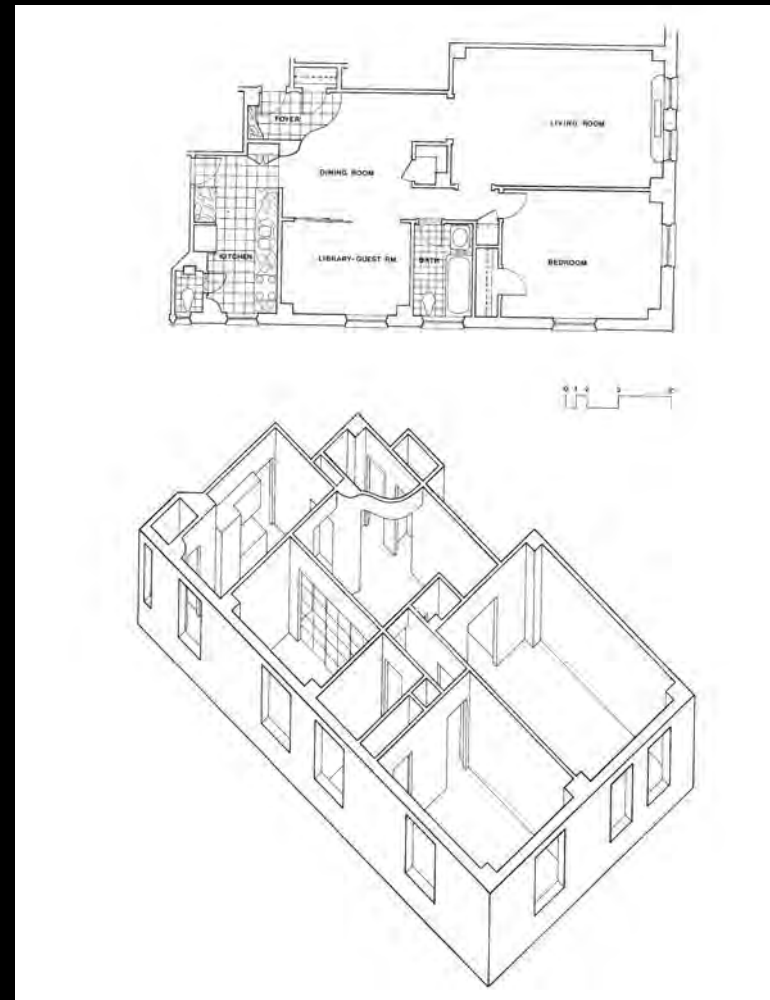 FOYER
LIVING ROOM
DINING ROOM
KITCHEN
LIBRARY-GUEST RM.
BATH
BEDROOM